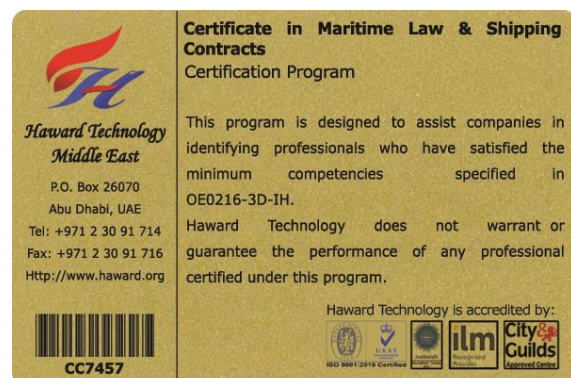 Haward Technology
Middle East
P.O. Box 26070
Abu Dhabi, UAE
Tel: +971 2 30 91 714
Fax: +971 2 30 91 716
Http://www.haward.org
CC7457
Certificate in Maritime Law & Shipping
Contracts
Certification Program
This program is designed to assist companies in
identifying professionals who have satisfied the
minimum competencies specified in
OE0216-3D-IH.
Haward Technology does not warrant or
guarantee the performance of any professional
certified under this program.
Haward Technology is accredited by:
UKAS
ISO 9001:2015 Certified
nebosh
ilm
Recognised
Provider
City&
Guilds
Approved Centre